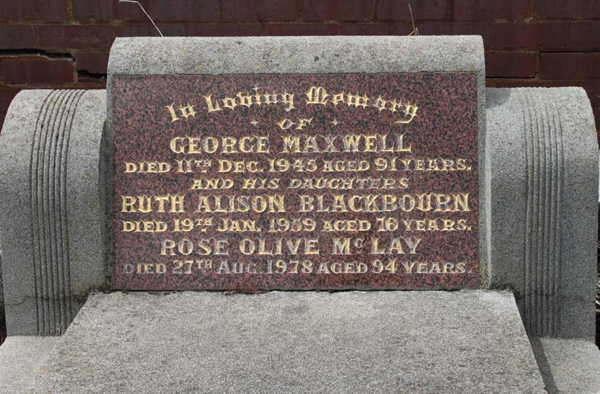 In Loving Memory
OF
GEORGE MAXWELL
DIED 11TH DEC. 1945 AGED 91 YEARS.
AND HIS DAUGHTERS
RUTH ALISON BLACKBOURN
DIED 19TH JAN. 1959 AGED 76 YEARS.
ROSE OLIVE McLAY
DIED 27TH AUG. 1978 AGED 94 YEARS.